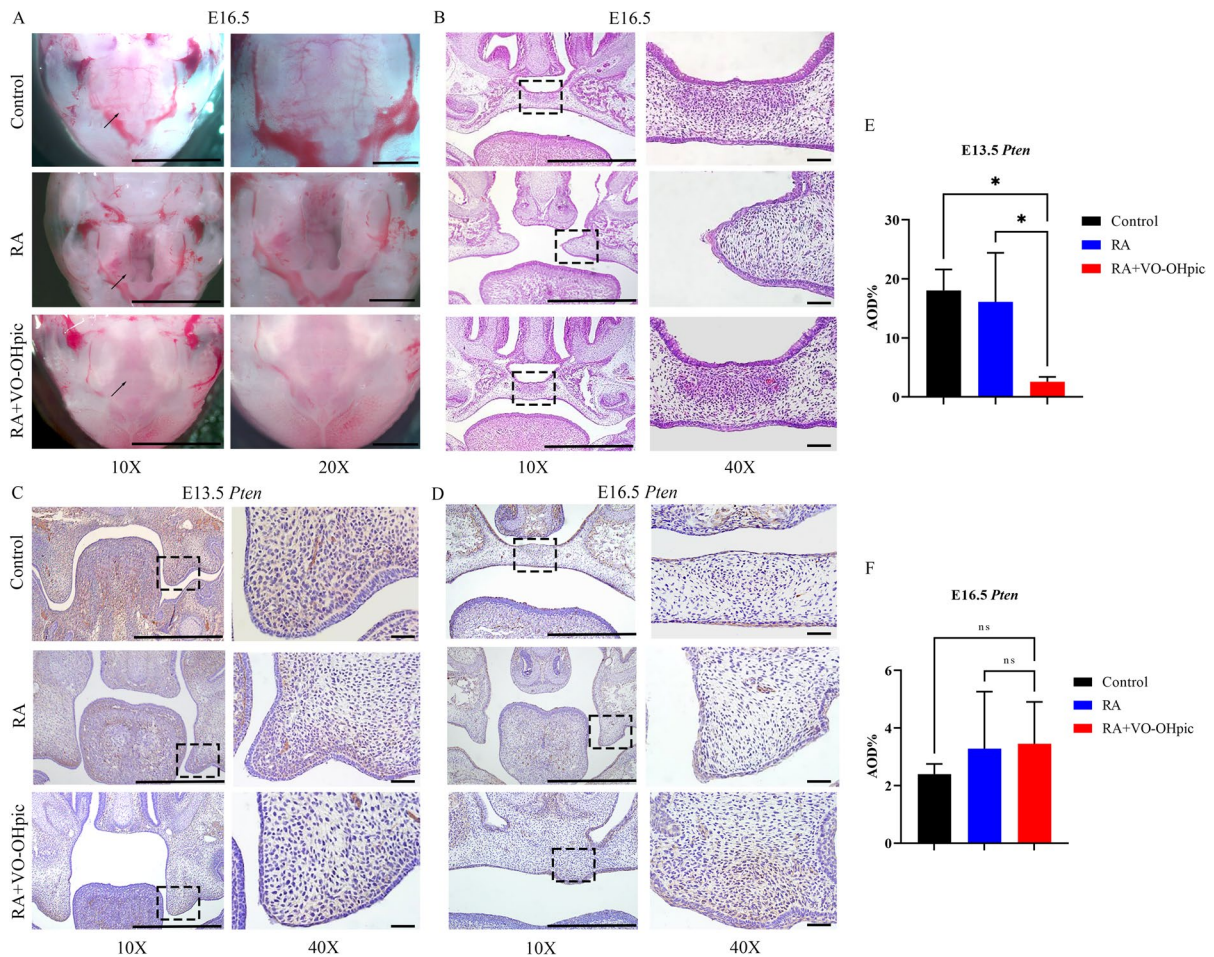 A
E16.5
Control
RA
RA+VO-OHpic
10X
20X
B
E16.5
10X
40X
E
E13.5 Pten
AOD%
30
20
10
0
*
*
Control
RA
RA+VO-OHpic
C
E13.5 Pten
Control
RA
RA+VO-OHpic
10X
40X
D
E16.5 Pten
10X
40X
F
E16.5 Pten
AOD%
6
4
2
0
ns
ns
Control
RA
RA+VO-OHpic